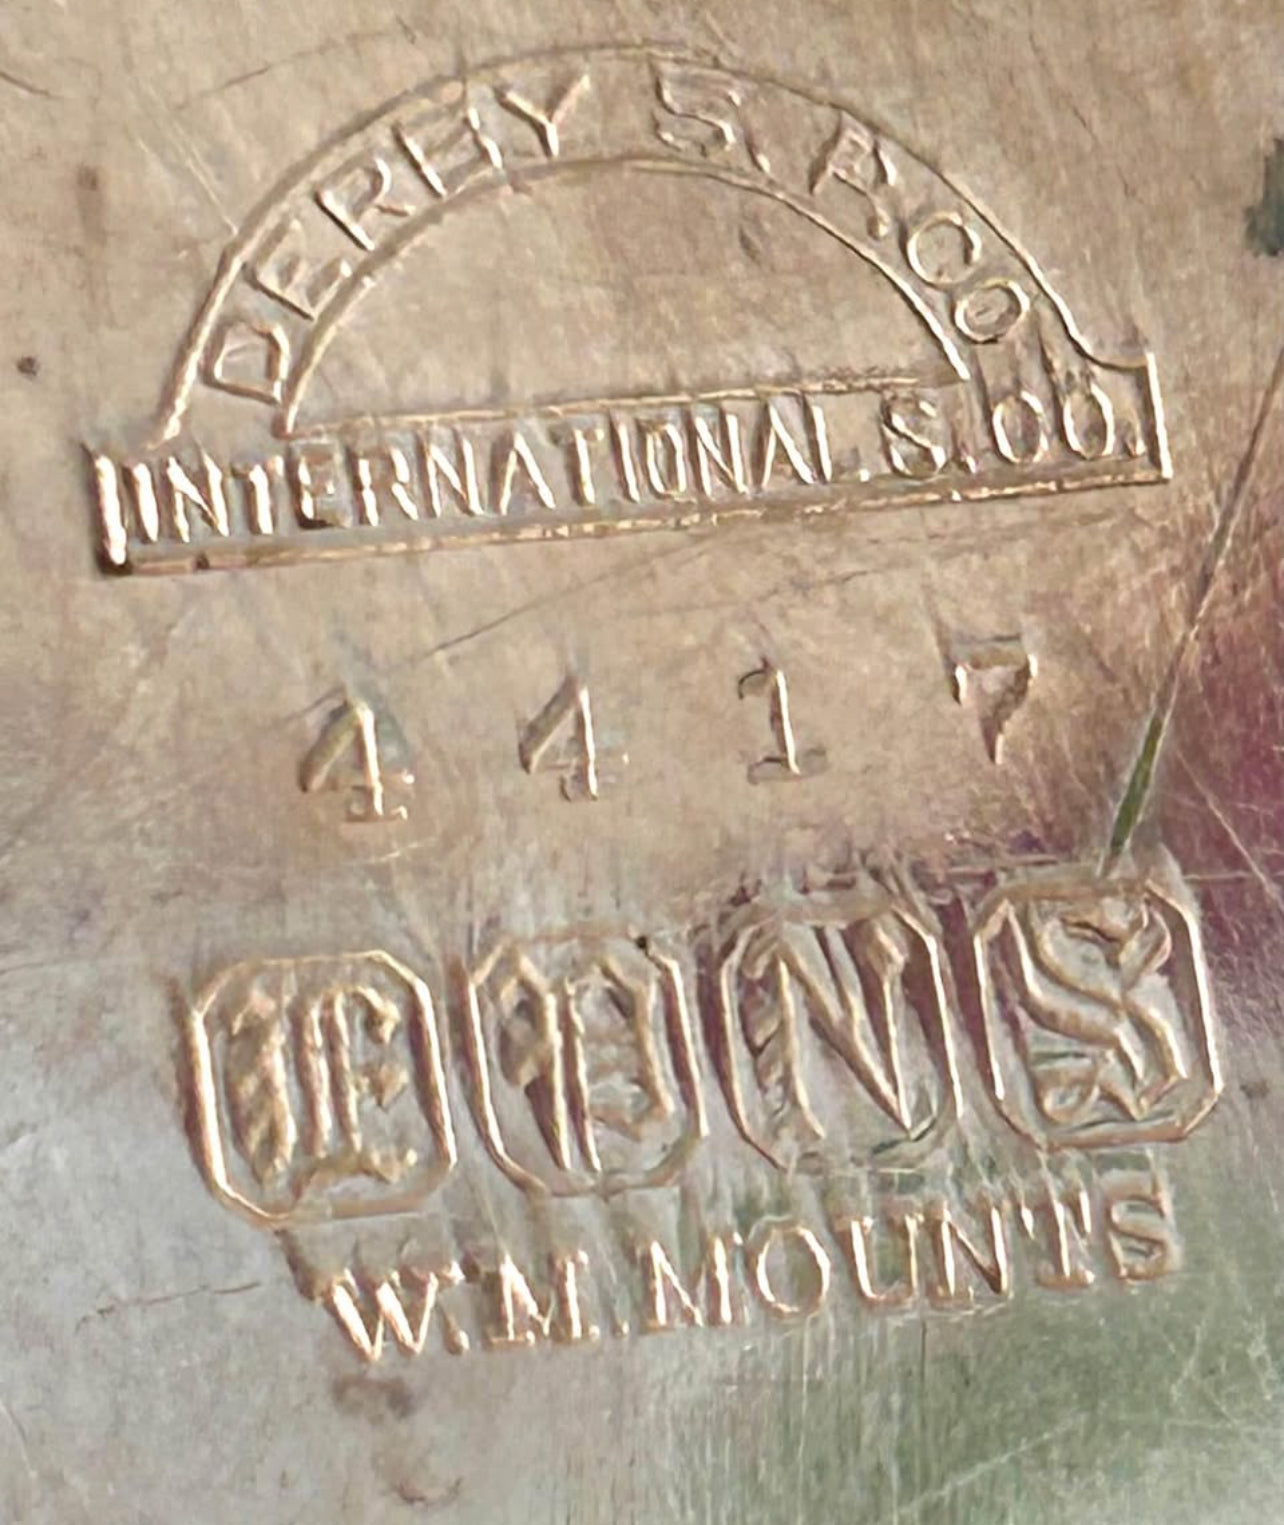 DERBY S. P. CO.
INTERNATIONAL S. CO.
4417
E P N S
W.M. MOUNTS